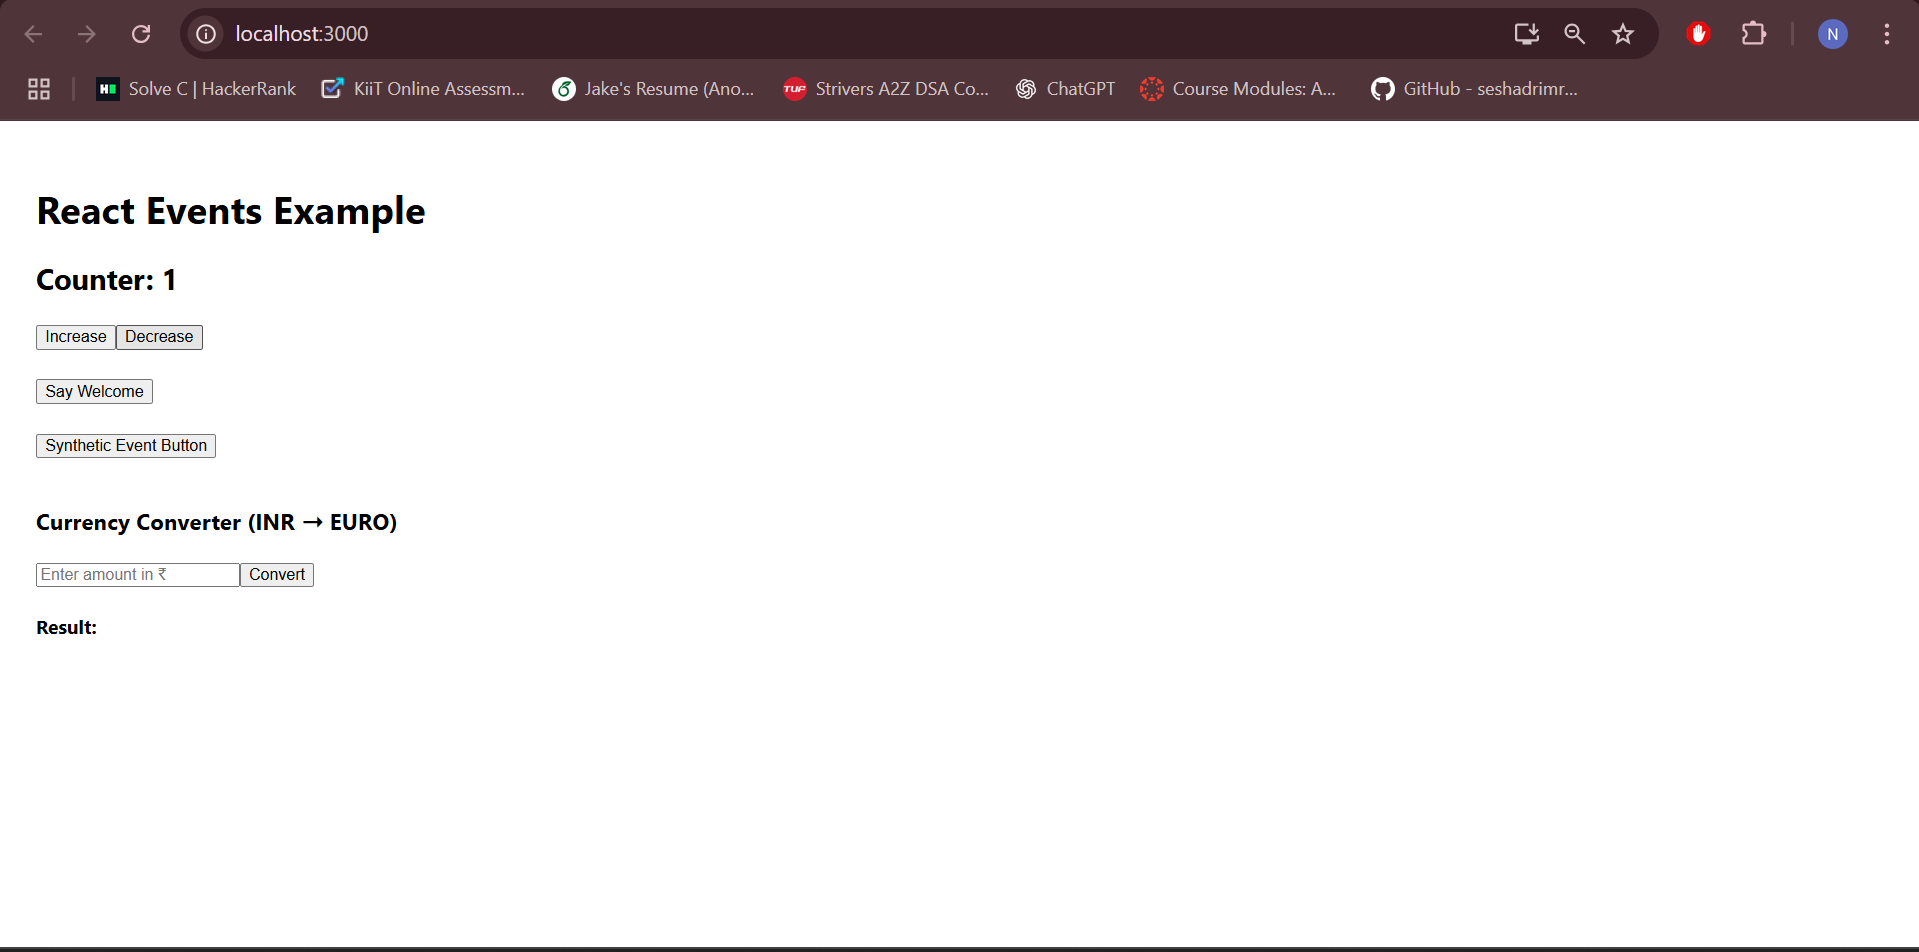 localhost:3000
N
Solve C | HackerRank
KiiT Online Assessm...
Jake's Resume (Ano...
TUF
Strivers A2Z DSA Co...
ChatGPT
Course Modules: A...
GitHub - seshadrimr...
React Events Example
Counter: 1
Increase Decrease
Say Welcome
Synthetic Event Button
Currency Converter (INR → EURO)
Enter amount in ₹ Convert
Result: